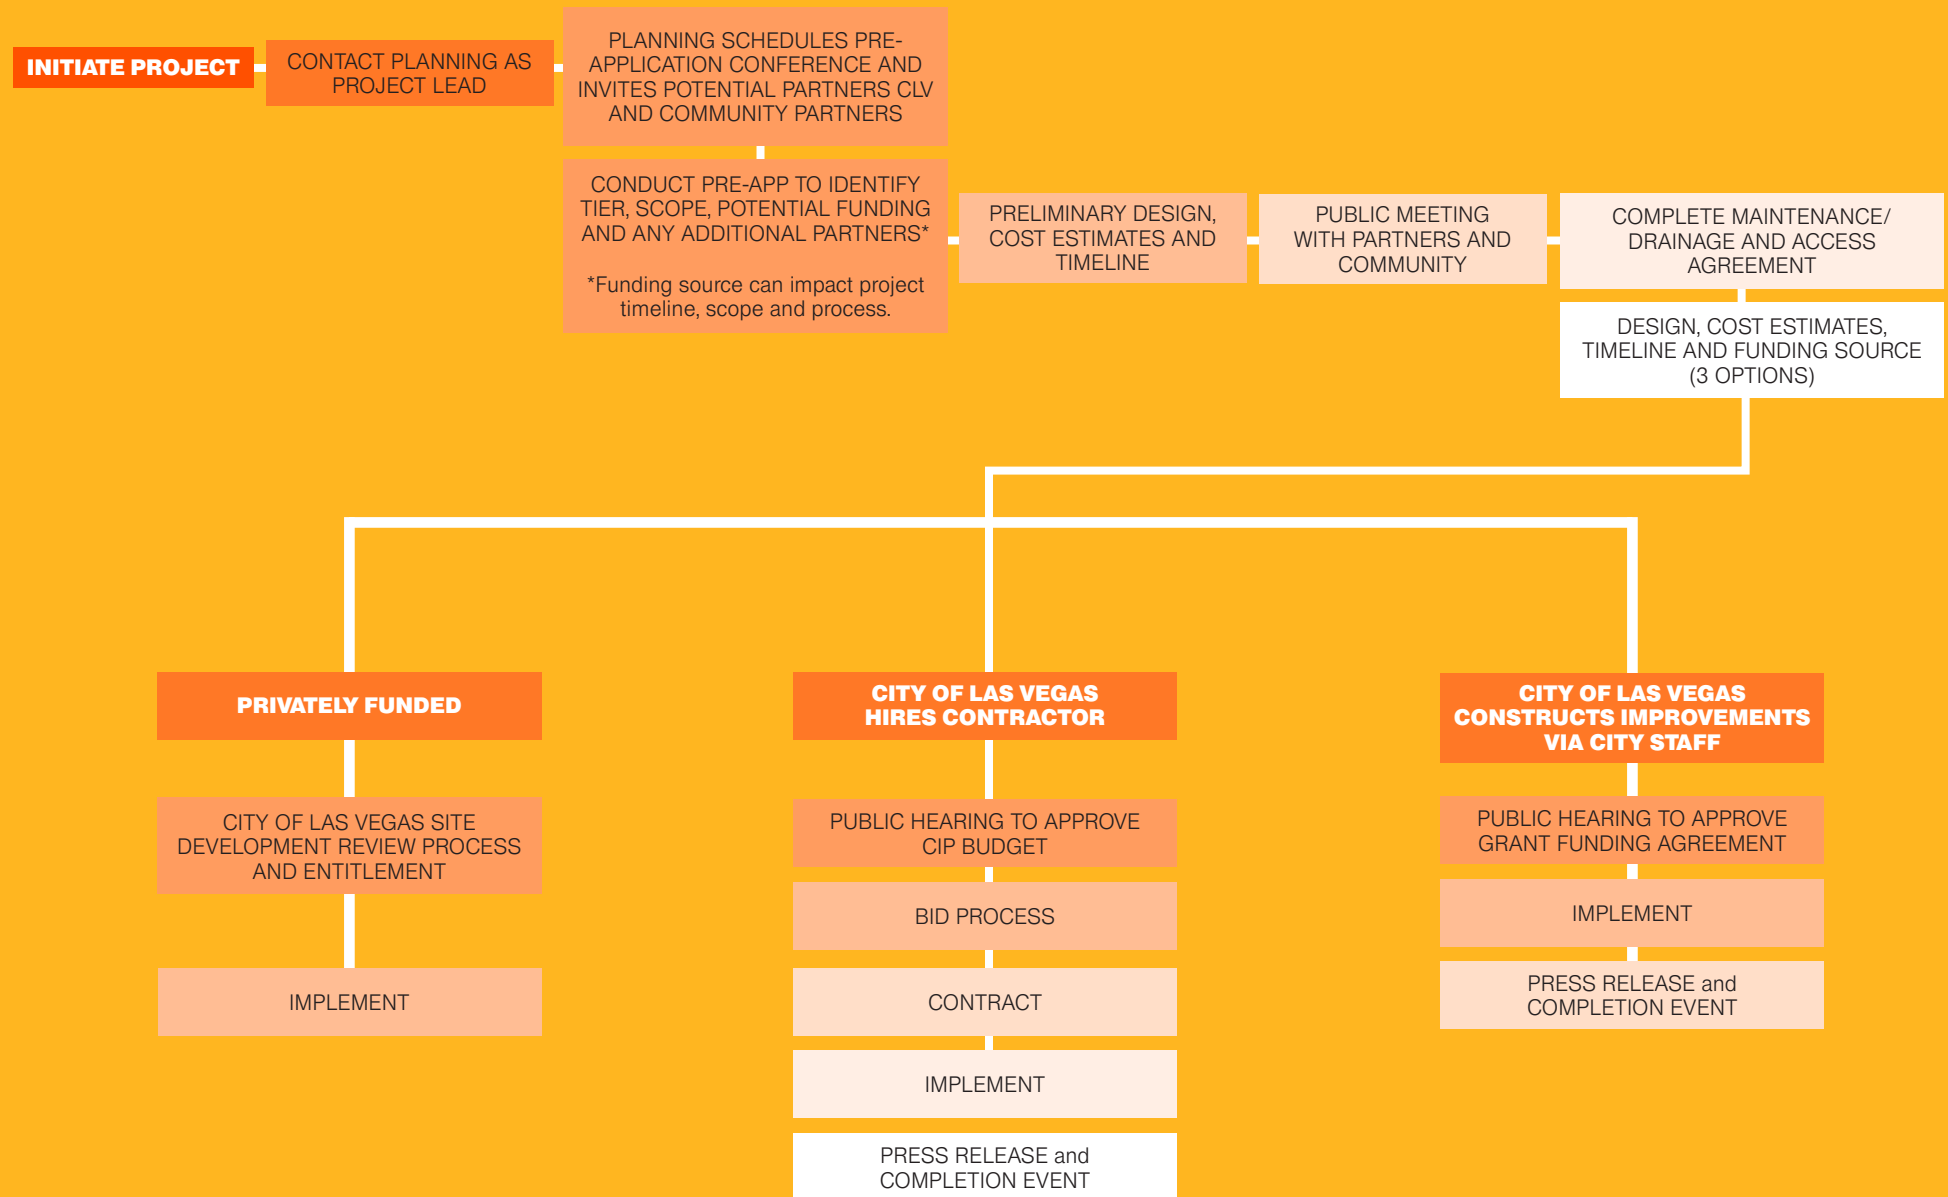 INITIATE PROJECT
CONTACT PLANNING AS
PROJECT LEAD
PLANNING SCHEDULES PRE-
APPLICATION CONFERENCE AND
INVITES POTENTIAL PARTNERS CLV
AND COMMUNITY PARTNERS
CONDUCT PRE-APP TO IDENTIFY
TIER, SCOPE, POTENTIAL FUNDING
AND ANY ADDITIONAL PARTNERS*
*Funding source can impact project
timeline, scope and process.
PRELIMINARY DESIGN,
COST ESTIMATES AND
TIMELINE
PUBLIC MEETING
WITH PARTNERS AND
COMMUNITY
COMPLETE MAINTENANCE/
DRAINAGE AND ACCESS
AGREEMENT
DESIGN, COST ESTIMATES,
TIMELINE AND FUNDING SOURCE
(3 OPTIONS)
PRIVATELY FUNDED
CITY OF LAS VEGAS SITE
DEVELOPMENT REVIEW PROCESS
AND ENTITLEMENT
IMPLEMENT
CITY OF LAS VEGAS
HIRES CONTRACTOR
PUBLIC HEARING TO APPROVE
CIP BUDGET
BID PROCESS
CONTRACT
IMPLEMENT
PRESS RELEASE and
COMPLETION EVENT
CITY OF LAS VEGAS
CONSTRUCTS IMPROVEMENTS
VIA CITY STAFF
PUBLIC HEARING TO APPROVE
GRANT FUNDING AGREEMENT
IMPLEMENT
PRESS RELEASE and
COMPLETION EVENT